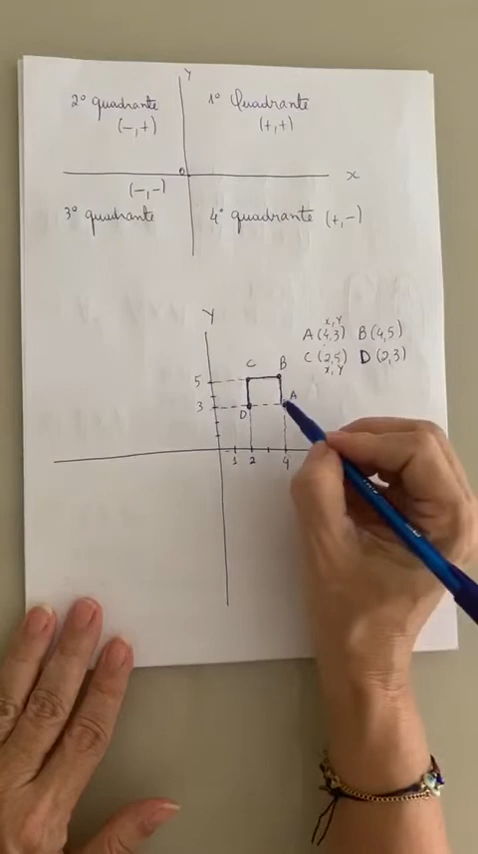 Y
2º quadrante 1º Quadrante
(-,+) (+,+)
0 x
(-,-)
3º quadrante 4º quadrante (+,-)
Y
x,Y
A(4,3) B(4,5)
C(2,5) D(2,3)
x,Y
C B
5
A
3 D
1 2 4